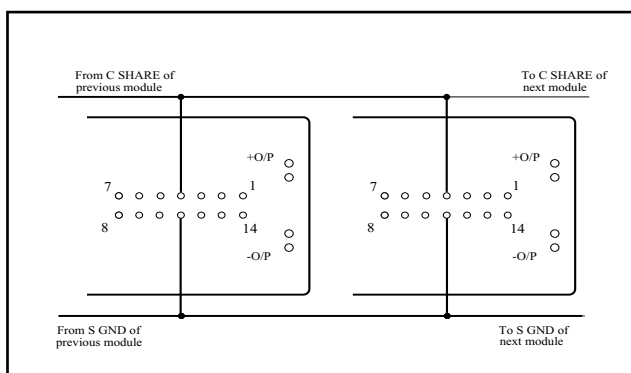 From C SHARE of
previous module
To C SHARE of
next module
+O/P
7
1
8
14
-O/P
+O/P
7
1
8
14
-O/P
From S GND of
previous module
To S GND of
next module